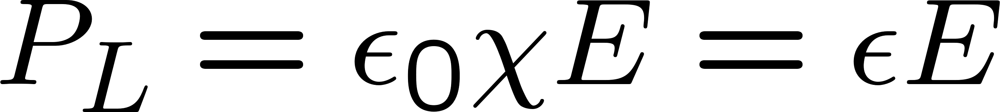 P_L = ϵ_0 χ E = ϵ E